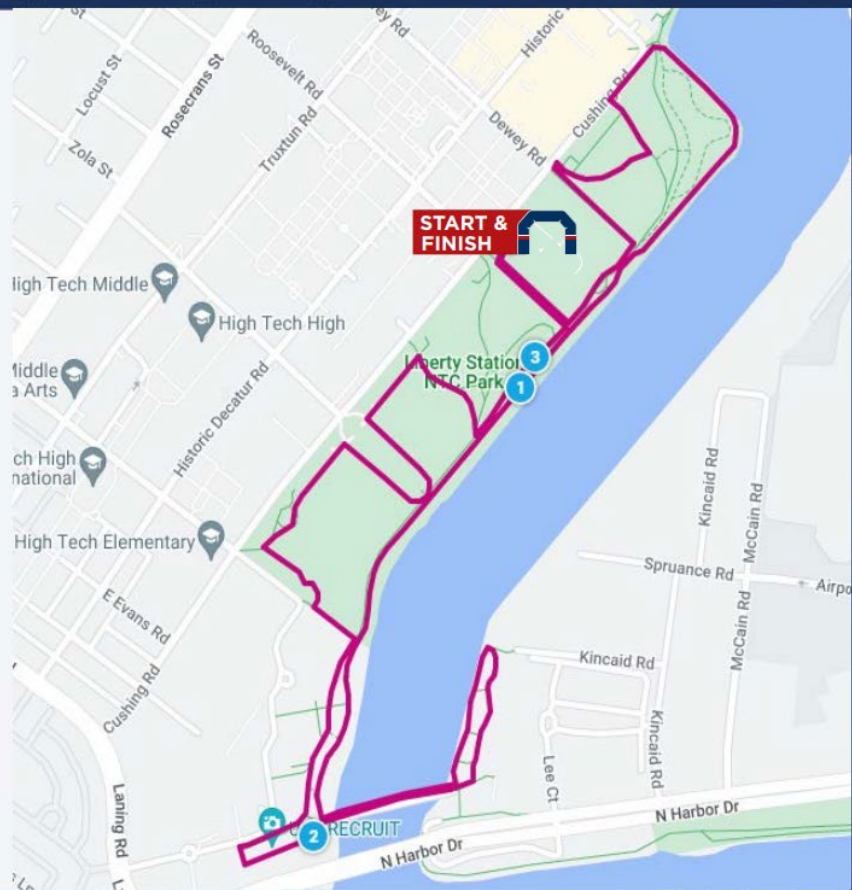 Locust St
Rosecrans St
Roosevelt Rd
Truxtun Rd
Zola St
Historic
Cushing Rd
Dewey Rd
START &
FINISH
High Tech Middle
High Tech High
Middle
Arts
Historic Decatur Rd
Liberty Station
NTC Park
3
1
High Tech Elementary
E Evans Rd
Cushing Rd
Kincaid Rd
McCain Rd
Spruance Rd
McCain Rd
Kincaid Rd
Kincaid Rd
Lee Ct
Laning Rd
2
RECRUIT
N Harbor Dr
N Harbor Dr